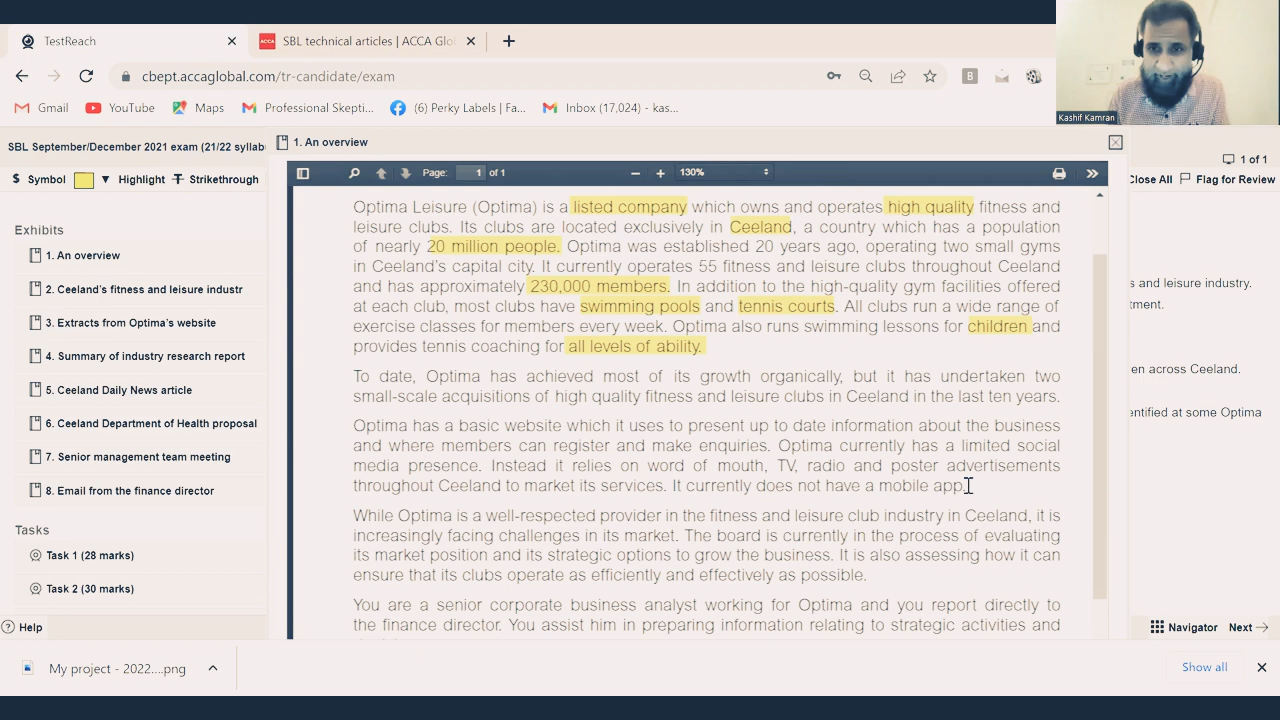 TestReach
SBL technical articles | ACCA Glo
cbept.accaglobal.com/tr-candidate/exam
Gmail
YouTube
Maps
Professional Skepti...
(6) Perky Labels | Fa...
Inbox (17,024) - kas...
Kashif Kamran
SBL September/December 2021 exam (21/22 syllab
1. An overview
1 of 1
Symbol
Highlight
Strikethrough
Page: 1 of 1
130%
Close All
Flag for Review
Exhibits
1. An overview
2. Ceeland's fitness and leisure industr
3. Extracts from Optima's website
4. Summary of industry research report
5. Ceeland Daily News article
6. Ceeland Department of Health proposal
7. Senior management team meeting
8. Email from the finance director
Tasks
Task 1 (28 marks)
Task 2 (30 marks)
Optima Leisure (Optima) is a listed company which owns and operates high quality fitness and
leisure clubs. Its clubs are located exclusively in Ceeland, a country which has a population
of nearly 20 million people. Optima was established 20 years ago, operating two small gyms
in Ceeland's capital city. It currently operates 55 fitness and leisure clubs throughout Ceeland
and has approximately 230,000 members. In addition to the high-quality gym facilities offered
at each club, most clubs have swimming pools and tennis courts. All clubs run a wide range of
exercise classes for members every week. Optima also runs swimming lessons for children and
provides tennis coaching for all levels of ability.
To date, Optima has achieved most of its growth organically, but it has undertaken two
small-scale acquisitions of high quality fitness and leisure clubs in Ceeland in the last ten years.
Optima has a basic website which it uses to present up to date information about the business
and where members can register and make enquiries. Optima currently has a limited social
media presence. Instead it relies on word of mouth, TV, radio and poster advertisements
throughout Ceeland to market its services. It currently does not have a mobile app.
While Optima is a well-respected provider in the fitness and leisure club industry in Ceeland, it is
increasingly facing challenges in its market. The board is currently in the process of evaluating
its market position and its strategic options to grow the business. It is also assessing how it can
ensure that its clubs operate as efficiently and effectively as possible.
You are a senior corporate business analyst working for Optima and you report directly to
the finance director. You assist him in preparing information relating to strategic activities and
s and leisure industry.
tment.
en across Ceeland.
entified at some Optima
Help
Navigator
Next
My project - 2022....png
Show all